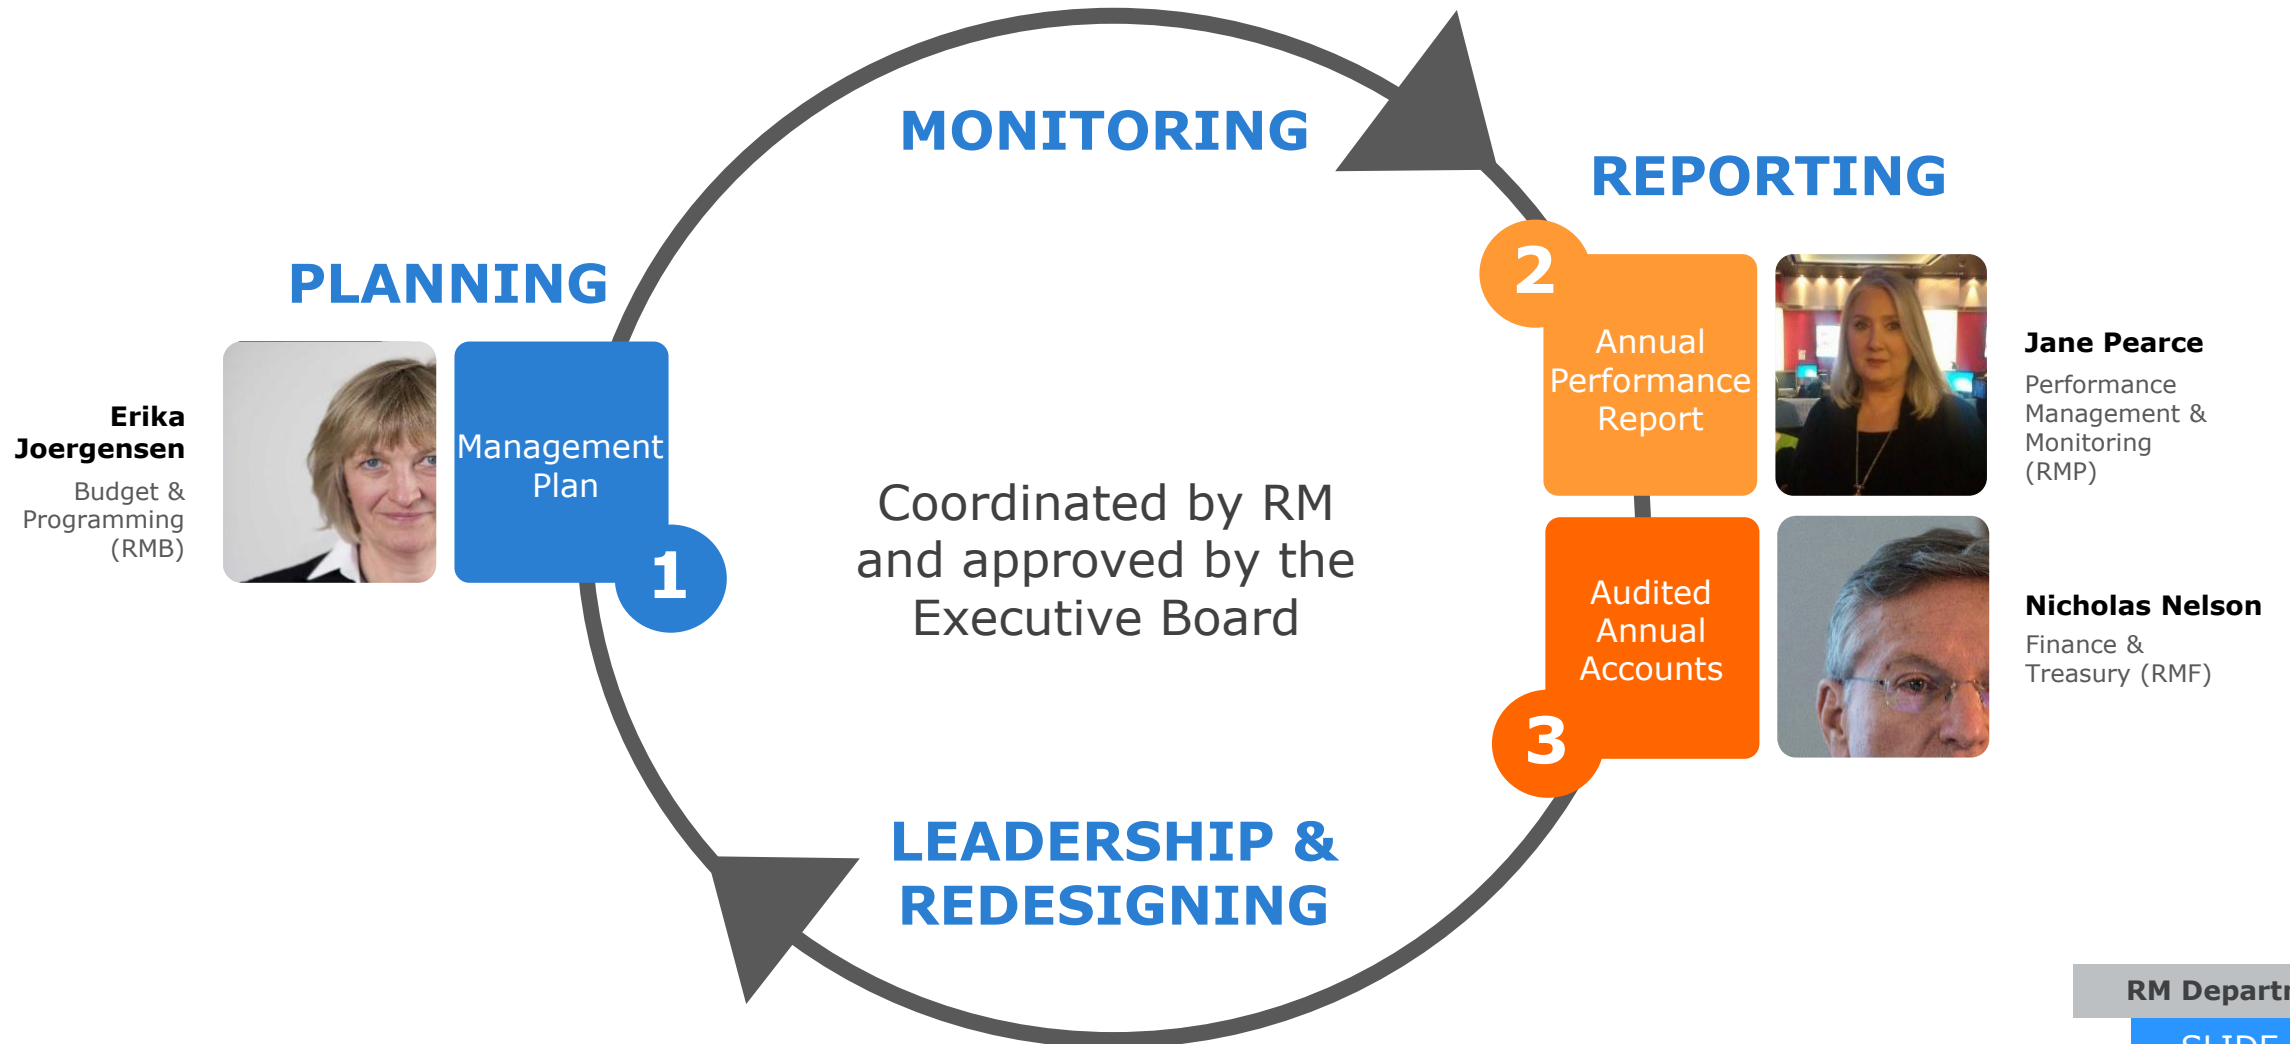 MONITORING
REPORTING
PLANNING
Erika
Joergensen
Budget &
Programming
(RMB)
Management
Plan
1
2
Annual
Performance
Report
Jane Pearce
Performance
Management &
Monitoring
(RMP)
Coordinated by RM
and approved by the
Executive Board
Audited
Annual
Accounts
3
Nicholas Nelson
Finance &
Treasury (RMF)
LEADERSHIP &
REDESIGNING
RM
SLIDE